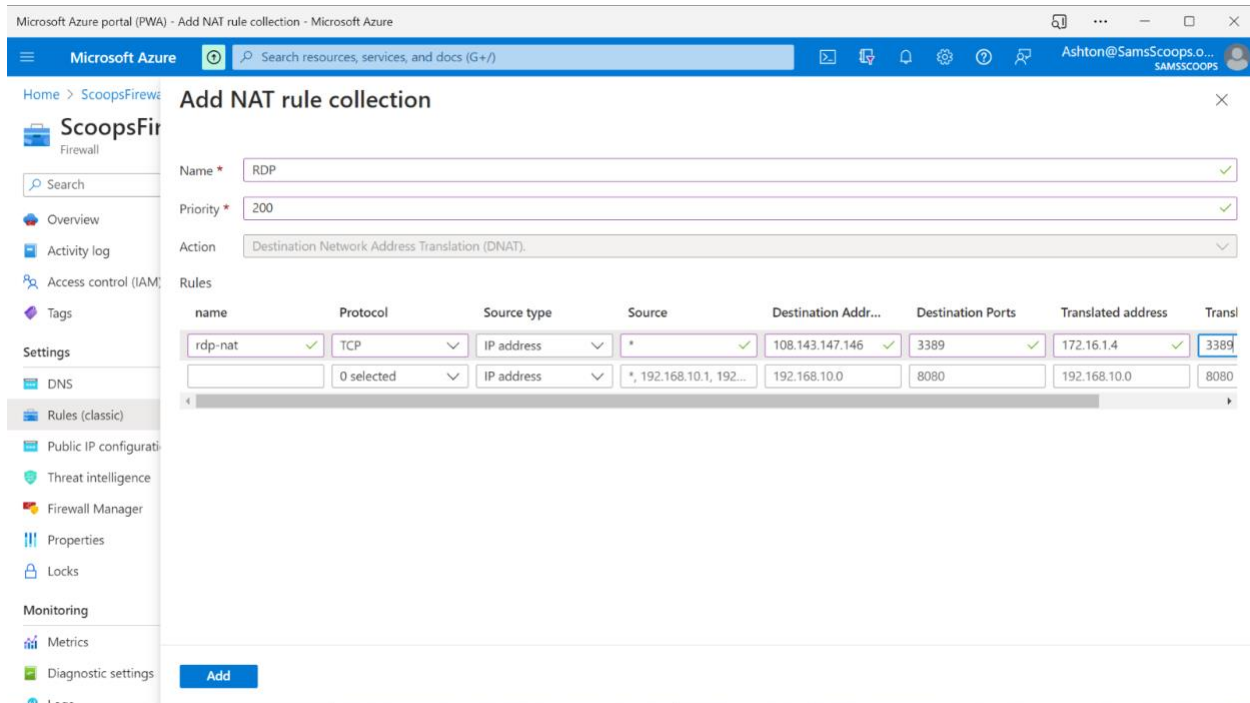 Microsoft Azure portal (PWA) - Add NAT rule collection - Microsoft Azure
Microsoft Azure
Search resources, services, and docs (G+/)
Ashton@SamsScoops.o...
SAMSSCOOPS
Home > ScoopsFirewa
ScoopsFir
Firewall
Search
Overview
Activity log
Access control (IAM)
Tags
Settings
DNS
Rules (classic)
Public IP configurati
Threat intelligence
Firewall Manager
Properties
Locks
Monitoring
Metrics
Diagnostic settings
Add NAT rule collection
Name * RDP
Priority * 200
Action Destination Network Address Translation (DNAT).
Rules
name Protocol Source type Source Destination Addr... Destination Ports Translated address Transl
rdp-nat TCP IP address * 108.143.147.146 3389 172.16.1.4 3389
0 selected IP address *, 192.168.10.1, 192... 192.168.10.0 8080 192.168.10.0 8080
Add